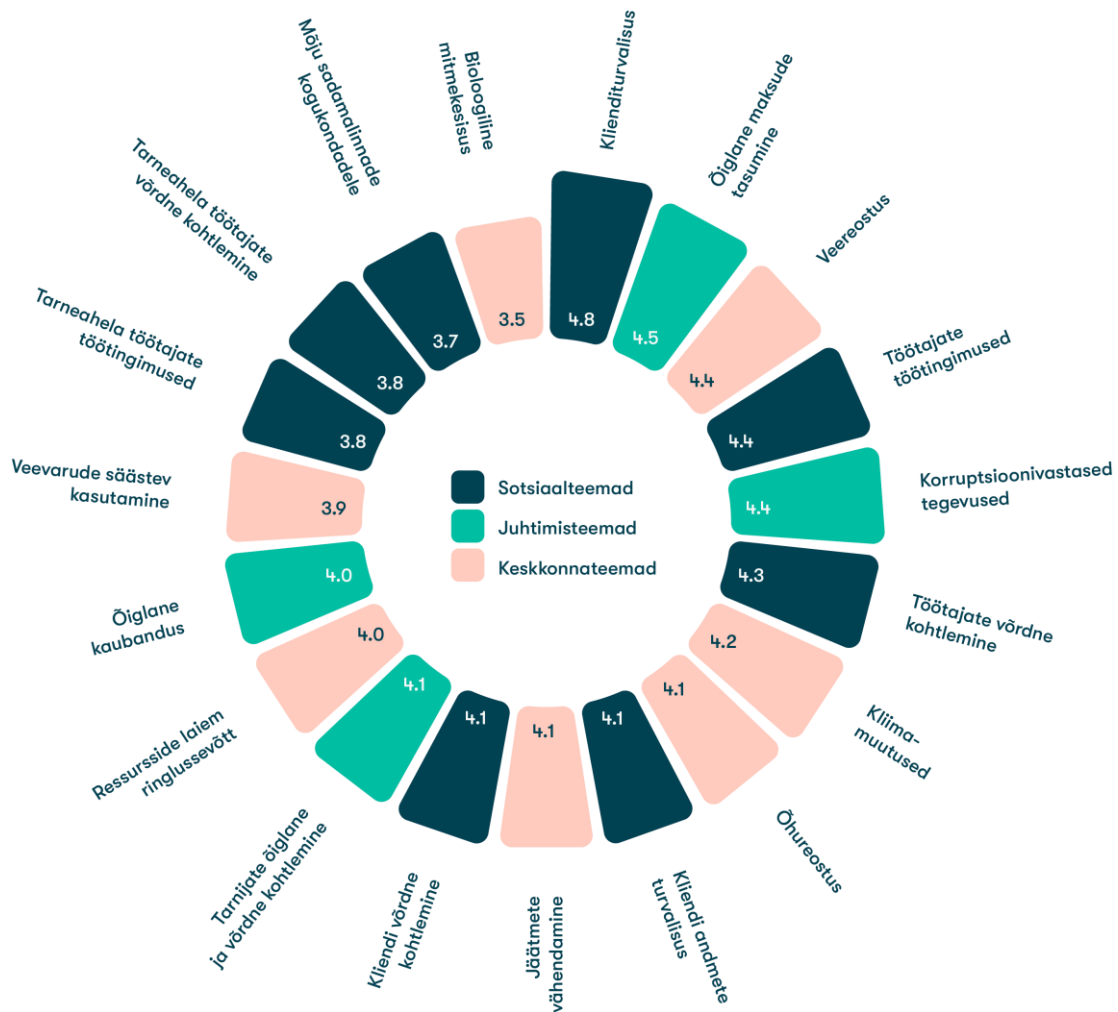 Klienditurvalisus
4.8
Õiglane maksude
tasumine
4.5
Veereostus
4.4
Töötajate
töötingimused
4.4
Korruptsioonivastased
tegevused
4.4
Töötajate võrdne
kohtlemine
4.3
Kliima-
muutused
4.2
Õhureostus
4.1
Kliendi andmete
turvalisus
4.1
Jäätmete
vähendamine
4.1
Kliendi võrdne
kohtlemine
4.1
Tarnijate õiglane
ja võrdne kohtlemine
4.1
Ressursside laiem
ringlussevõtt
4.0
Õiglane
kaubandus
4.0
Veevarude säästev
kasutamine
3.9
Tarneahela töötajate
töötingimused
3.8
Tarneahela töötajate
võrdne kohtlemine
3.8
Mõju sadamalinnade
kogukondadele
3.7
Bioloogiline
mitmekesisus
3.5
Sotsiaalteemad
Juhtimisteemad
Keskkonnateemad